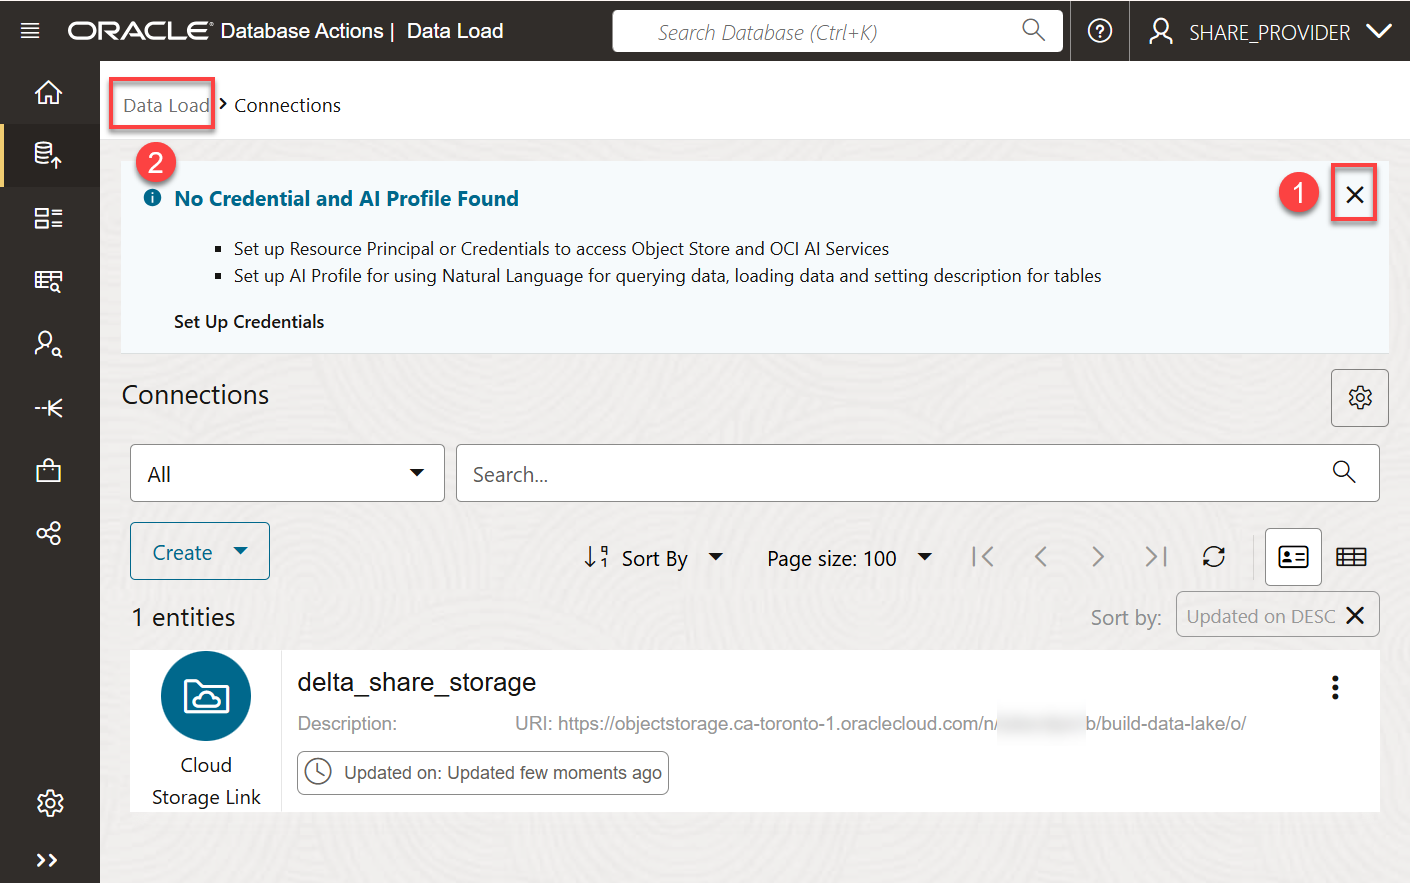 ORACLE Database Actions | Data Load
Search Database (Ctrl+K)
SHARE_PROVIDER
Data Load > Connections
2
1
No Credential and AI Profile Found
Set up Resource Principal or Credentials to access Object Store and OCI AI Services
Set up AI Profile for using Natural Language for querying data, loading data and setting description for tables
Set Up Credentials
Connections
All
Search...
Create
Sort By
Page size: 100
1 entities
Sort by: Updated on DESC
delta_share_storage
Description:
URI: https://objectstorage.ca-toronto-1.oraclecloud.com/n/ b/build-data-lake/o/
Cloud
Storage Link
Updated on: Updated few moments ago